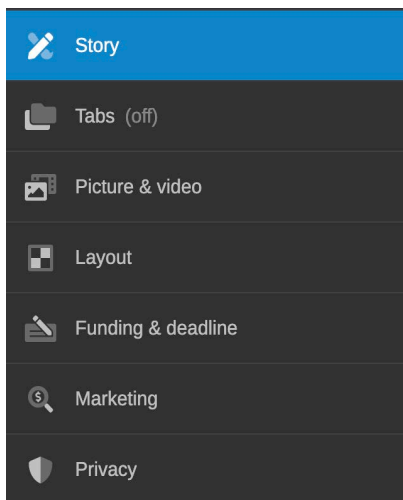 Story
Tabs (off)
Picture & video
Layout
Funding & deadline
$
Marketing
Privacy